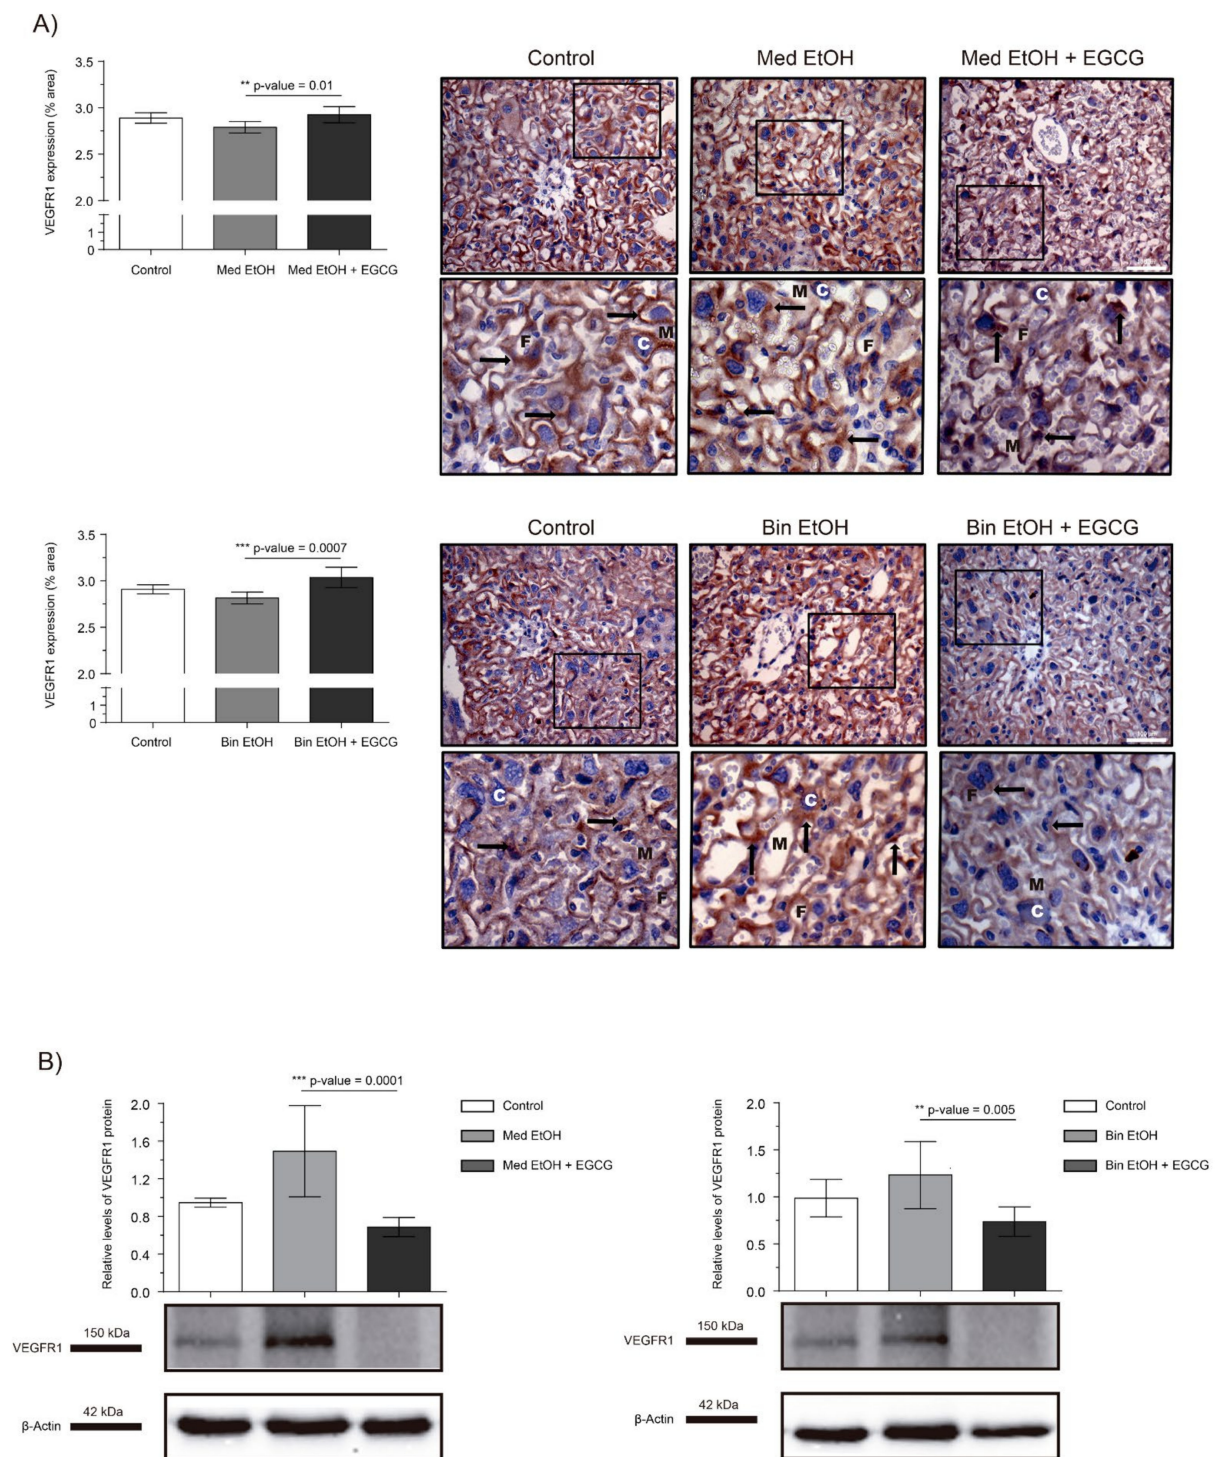 A)
VEGFR1 expression (% area)
3.5
3.0
2.5
2.0
1
0
** p-value = 0.01
Control
Med EtOH
Med EtOH + EGCG
Control
Med EtOH
Med EtOH + EGCG
F
M
C
M
C
F
C
F
M
VEGFR1 expression (% area)
3.5
3.0
2.5
2.0
1
0
*** p-value = 0.0007
Control
Bin EtOH
Bin EtOH + EGCG
Control
Bin EtOH
Bin EtOH + EGCG
C
M
F
C
M
F
F
M
C
B)
Relative levels of VEGFR1 protein
2.0
1.6
1.2
0.8
0.4
0.0
*** p-value = 0.0001
Control
Med EtOH
Med EtOH + EGCG
150 kDa
VEGFR1
42 kDa
β-Actin
Relative levels of VEGFR1 protein
2.0
1.5
1.0
0.5
0.0
** p-value = 0.005
Control
Bin EtOH
Bin EtOH + EGCG
150 kDa
VEGFR1
42 kDa
β-Actin